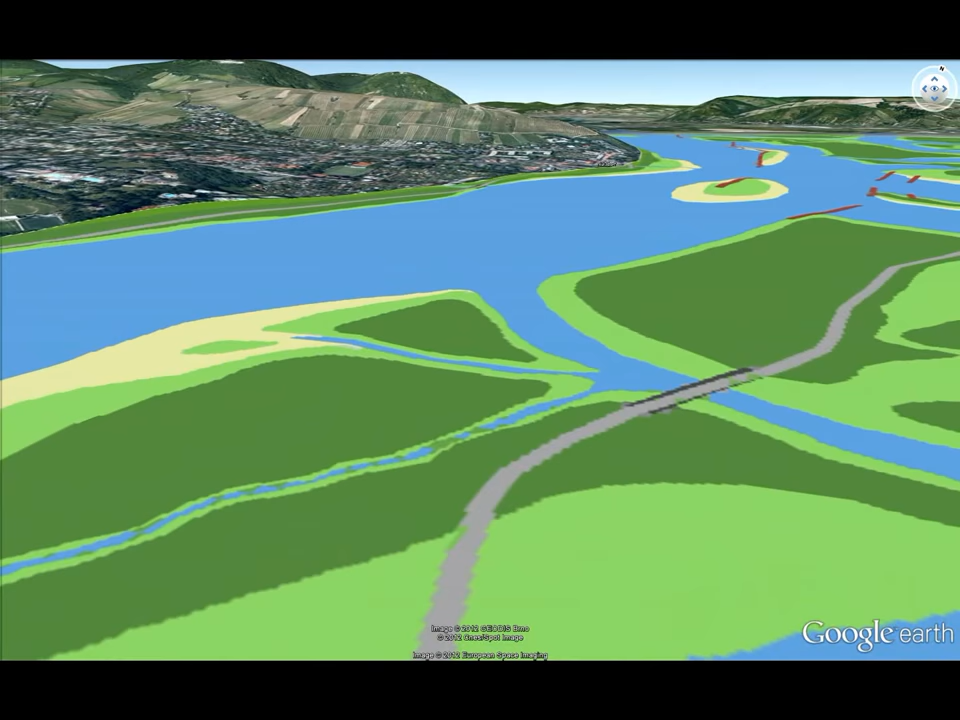 N
Image © 2012 GEODIS Brno
© 2012 Cnes/Spot Image
Image © 2012 European Space Imaging
Google earth